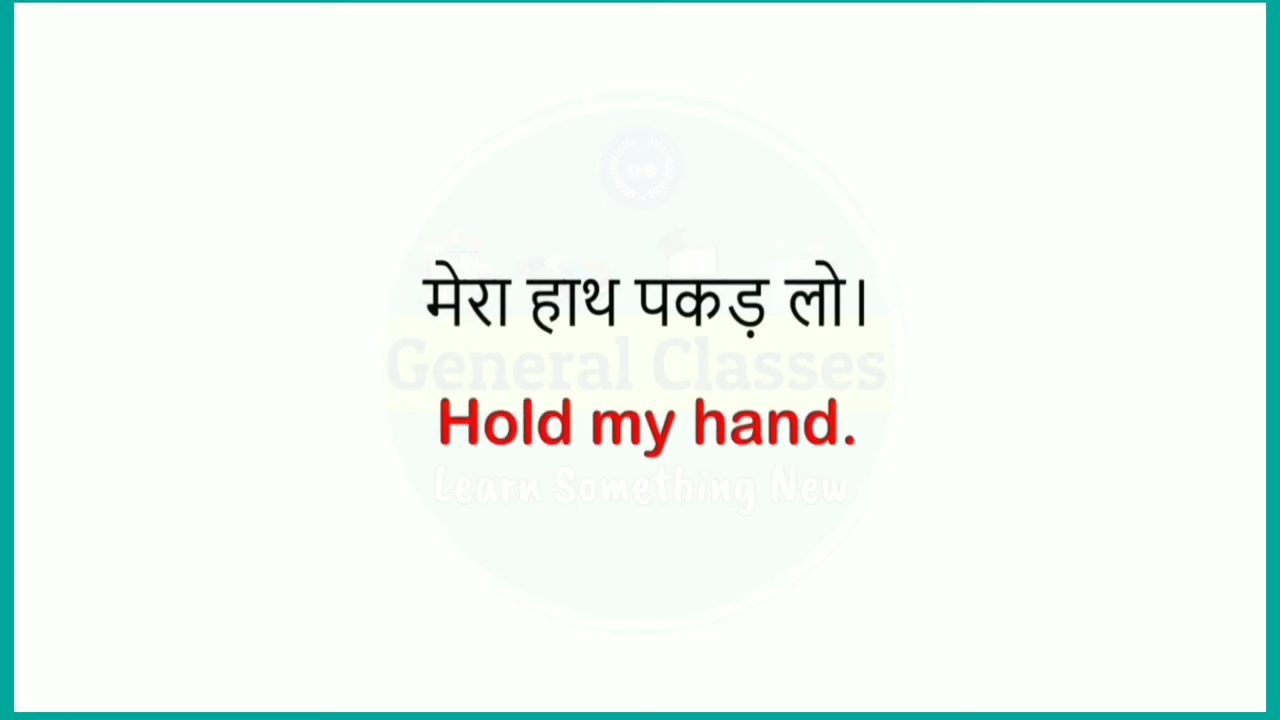 मेरा हाथ पकड़ लो।
General Classes
Hold my hand.
Learn Something New